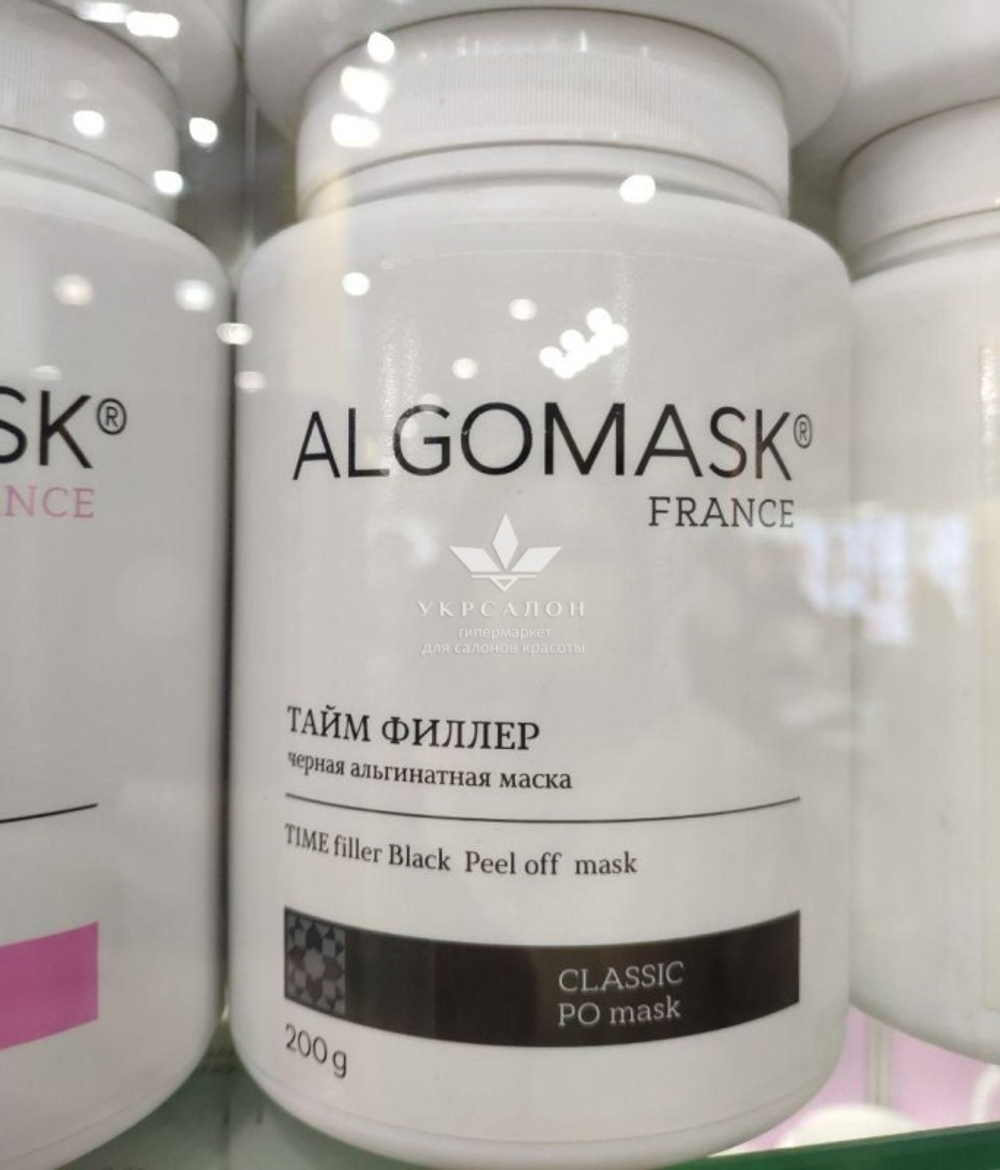 ALGOMASK®
FRANCE
SK®
NCE
УКРСАЛОН
гипермаркет
для салонов красоты
ТАЙМ ФИЛЛЕР
черная альгинатная маска
TIME filler Black Peel off mask
CLASSIC
PO mask
200g